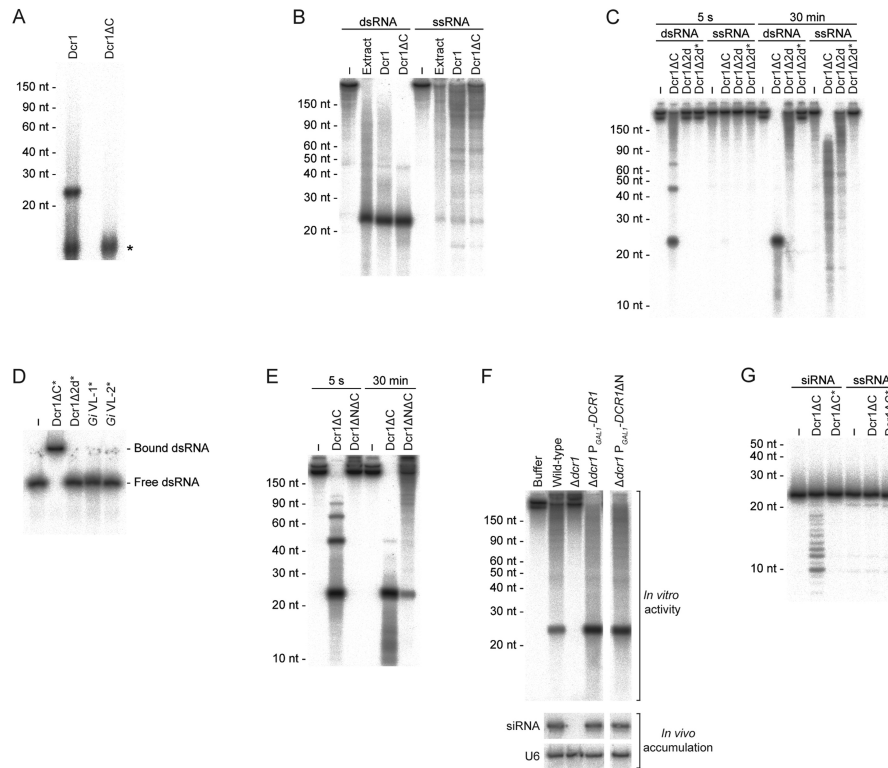 A
Dcr1
Dcr1ΔC
150 nt -
60 nt -
40 nt -
30 nt -
20 nt -
*
B
dsRNA
ssRNA
–
Extract
Dcr1
Dcr1ΔC
–
Extract
Dcr1
Dcr1ΔC
150 nt -
90 nt -
60 nt -
50 nt -
40 nt -
30 nt -
20 nt -
C
5 s
30 min
dsRNA
ssRNA
dsRNA
ssRNA
–
Dcr1ΔC
Dcr1Δ2d
Dcr1Δ2d*
–
Dcr1ΔC
Dcr1Δ2d
Dcr1Δ2d*
–
Dcr1ΔC
Dcr1Δ2d
Dcr1Δ2d*
–
Dcr1ΔC
Dcr1Δ2d
Dcr1Δ2d*
150 nt -
90 nt -
60 nt -
50 nt -
40 nt -
30 nt -
20 nt -
10 nt -
D
–
Dcr1ΔC*
Dcr1Δ2d*
Gi VL-1*
Gi VL-2*
- Bound dsRNA
- Free dsRNA
E
5 s
30 min
–
Dcr1ΔC
Dcr1ΔNΔC
–
Dcr1ΔC
Dcr1ΔNΔC
150 nt -
90 nt -
60 nt -
40 nt -
30 nt -
20 nt -
10 nt -
F
Buffer
Wild-type
Δdcr1
Δdcr1 PGAL1-DCR1
Δdcr1 PGAL1-DCR1ΔN
150 nt -
90 nt -
60 nt -
50 nt -
40 nt -
30 nt -
20 nt -
In vitro
activity
siRNA
U6
In vivo
accumulation
G
siRNA
ssRNA
–
Dcr1ΔC
Dcr1ΔC*
–
Dcr1ΔC
50 nt -
40 nt -
30 nt -
20 nt -
10 nt -